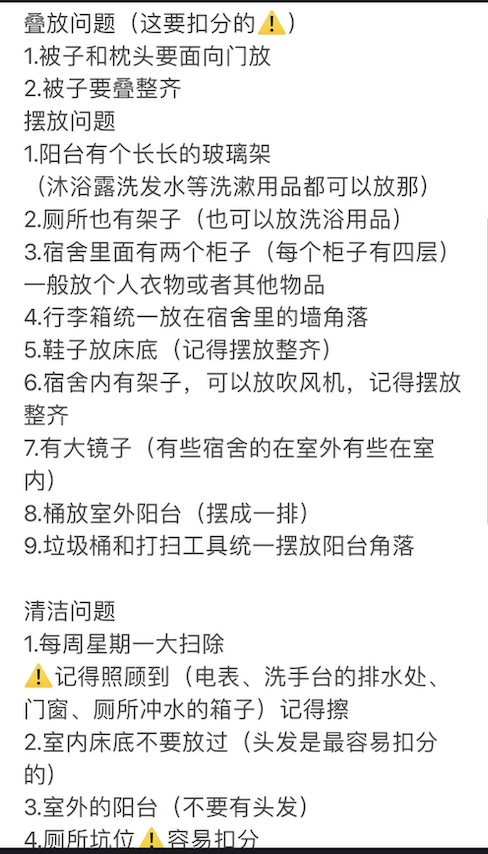 叠放问题（这要扣分的⚠️）
1.被子和枕头要面向门放
2.被子要叠整齐
摆放问题
1.阳台有个长长的玻璃架
（沐浴露洗发水等洗漱用品都可以放那）
2.厕所也有架子（也可以放洗浴用品）
3.宿舍里面有两个柜子（每个柜子有四层）
一般放个人衣物或者其他物品
4.行李箱统一放在宿舍里的墙角落
5.鞋子放床底（记得摆放整齐）
6.宿舍内有架子，可以放吹风机，记得摆放
整齐
7.有大镜子（有些宿舍的在室外有些在室
内）
8.桶放室外阳台（摆成一排）
9.垃圾桶和打扫工具统一摆放阳台角落
清洁问题
1.每周星期一大扫除
⚠️记得照顾到（电表、洗手台的排水处、
门窗、厕所冲水的箱子）记得擦
2.室内床底不要放过（头发是最容易扣分
的）
3.室外的阳台（不要有头发）
4.厕所坑位⚠️容易扣分